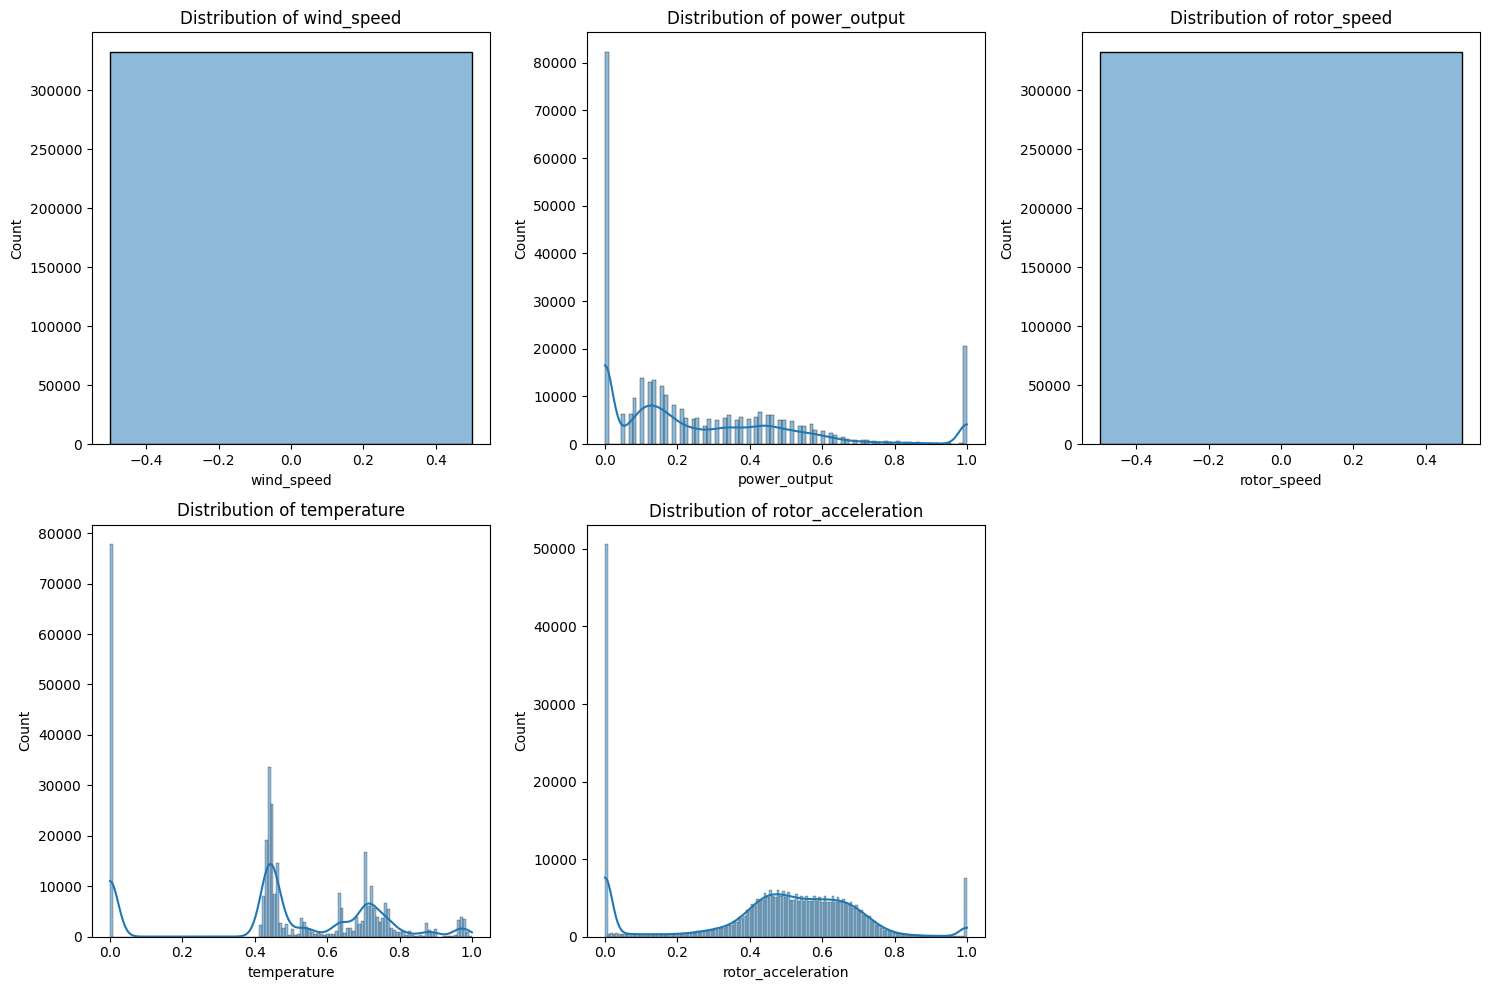 Distribution of wind_speed
Count
300000
250000
200000
150000
100000
50000
0
−0.4 −0.2 0.0 0.2 0.4
wind_speed
Distribution of power_output
Count
80000
70000
60000
50000
40000
30000
20000
10000
0
0.0 0.2 0.4 0.6 0.8 1.0
power_output
Distribution of rotor_speed
Count
300000
250000
200000
150000
100000
50000
0
−0.4 −0.2 0.0 0.2 0.4
rotor_speed
Distribution of temperature
Count
80000
70000
60000
50000
40000
30000
20000
10000
0
0.0 0.2 0.4 0.6 0.8 1.0
temperature
Distribution of rotor_acceleration
Count
50000
40000
30000
20000
10000
0
0.0 0.2 0.4 0.6 0.8 1.0
rotor_acceleration